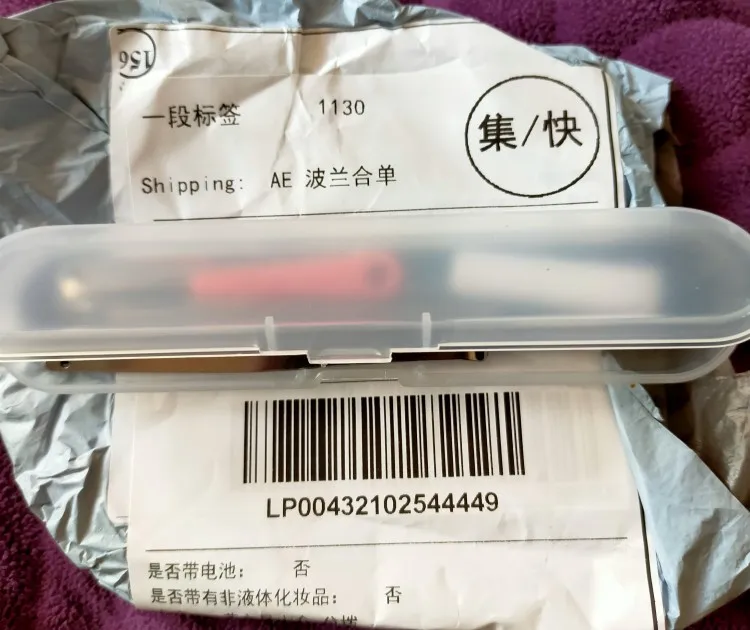 156
一段标签 1130
集/快
Shipping: AE 波兰合单
LP00432102544449
是否带电池: 否
是否带有非液体化妆品: 否